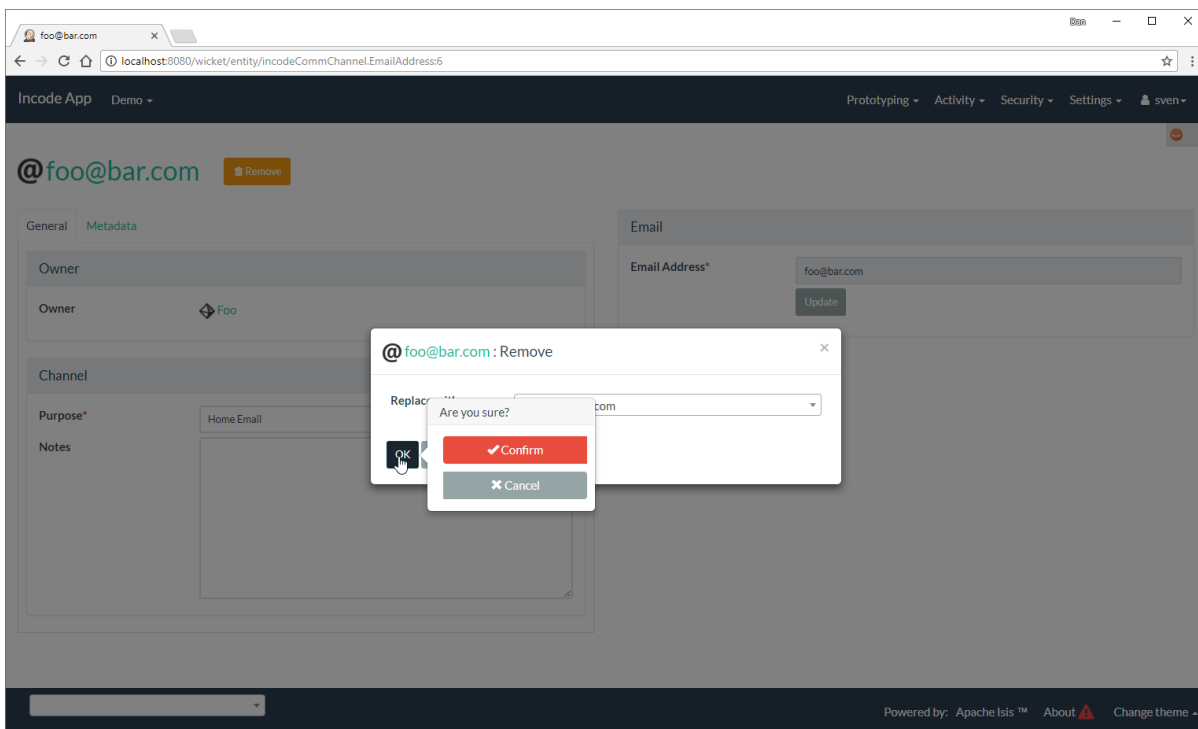 foo@bar.com
Dan
localhost:8080/wicket/entity/incodeCommChannel.EmailAddress:6
Incode App Demo Prototyping Activity Security Settings sven
@foo@bar.com Remove
General Metadata
Owner
Owner Foo
Channel
Purpose* Home Email
Notes
Email
Email Address* foo@bar.com
Update
@foo@bar.com : Remove ×
com
Are you sure?
Confirm
Cancel
OK
Powered by: Apache Isis ™ About Change theme